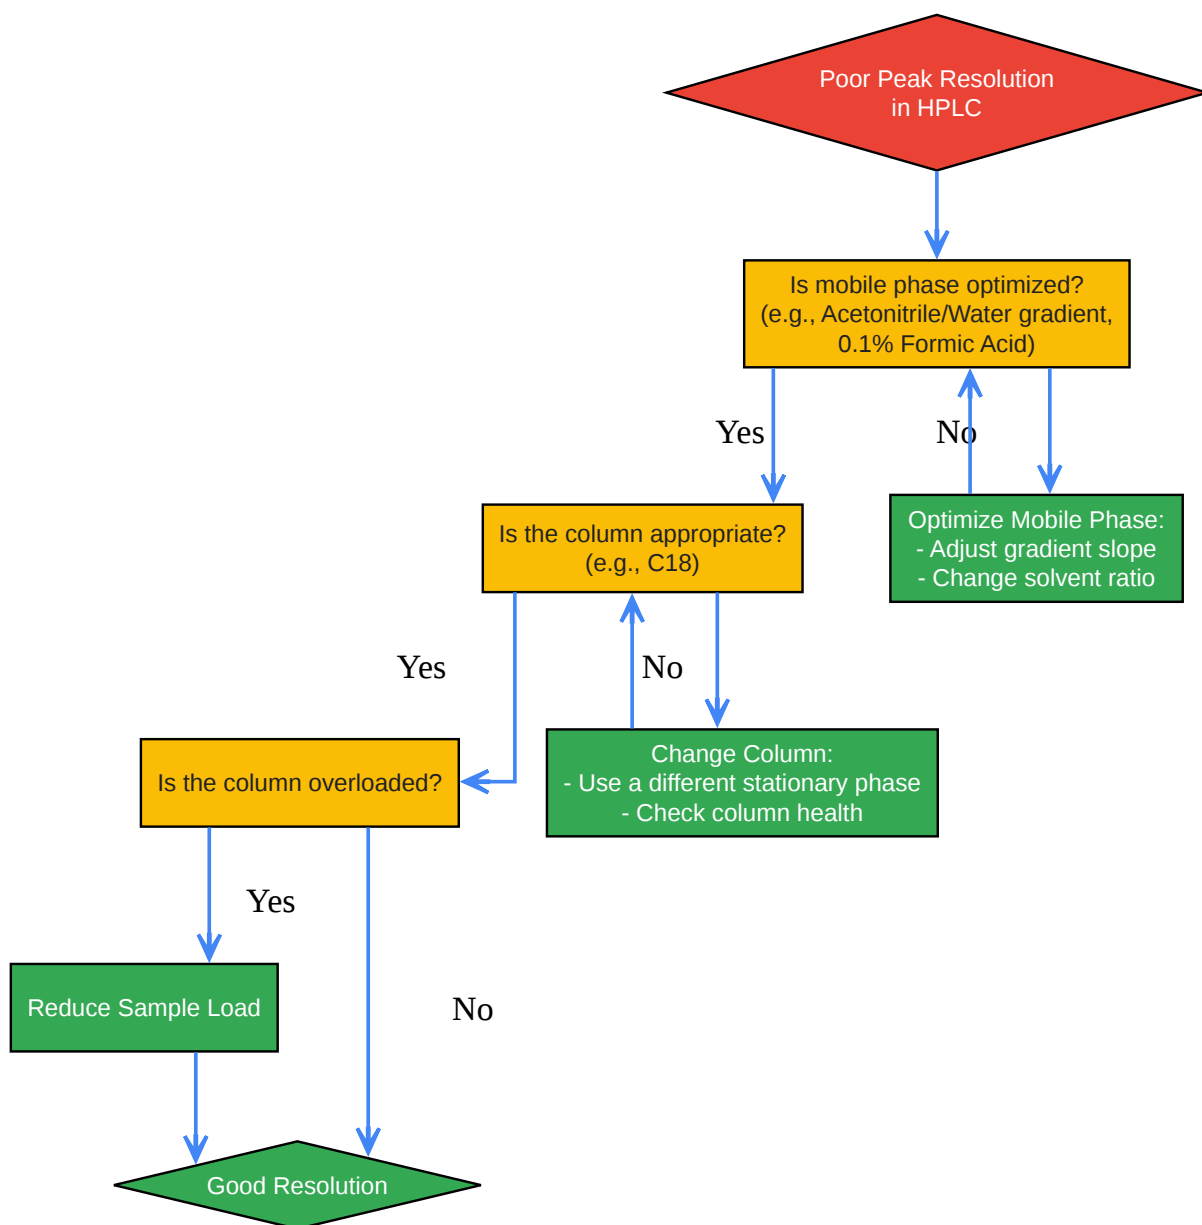 Poor Peak Resolution
in HPLC
Is mobile phase optimized?
(e.g., Acetonitrile/Water gradient,
0.1% Formic Acid)
Yes
No
Optimize Mobile Phase:
- Adjust gradient slope
- Change solvent ratio
Is the column appropriate?
(e.g., C18)
Yes
No
Change Column:
- Use a different stationary phase
- Check column health
Is the column overloaded?
Yes
Reduce Sample Load
No
Good Resolution